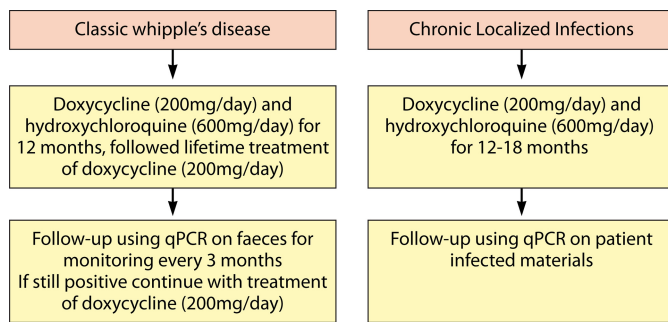 Classic whipple's disease
Doxycycline (200mg/day) and
hydroxychloroquine (600mg/day) for
12 months, followed lifetime treatment
of doxycycline (200mg/day)
Follow-up using qPCR on faeces for
monitoring every 3 months
If still positive continue with treatment
of doxycycline (200mg/day)
Chronic Localized Infections
Doxycycline (200mg/day) and
hydroxychloroquine (600mg/day)
for 12-18 months
Follow-up using qPCR on patient
infected materials